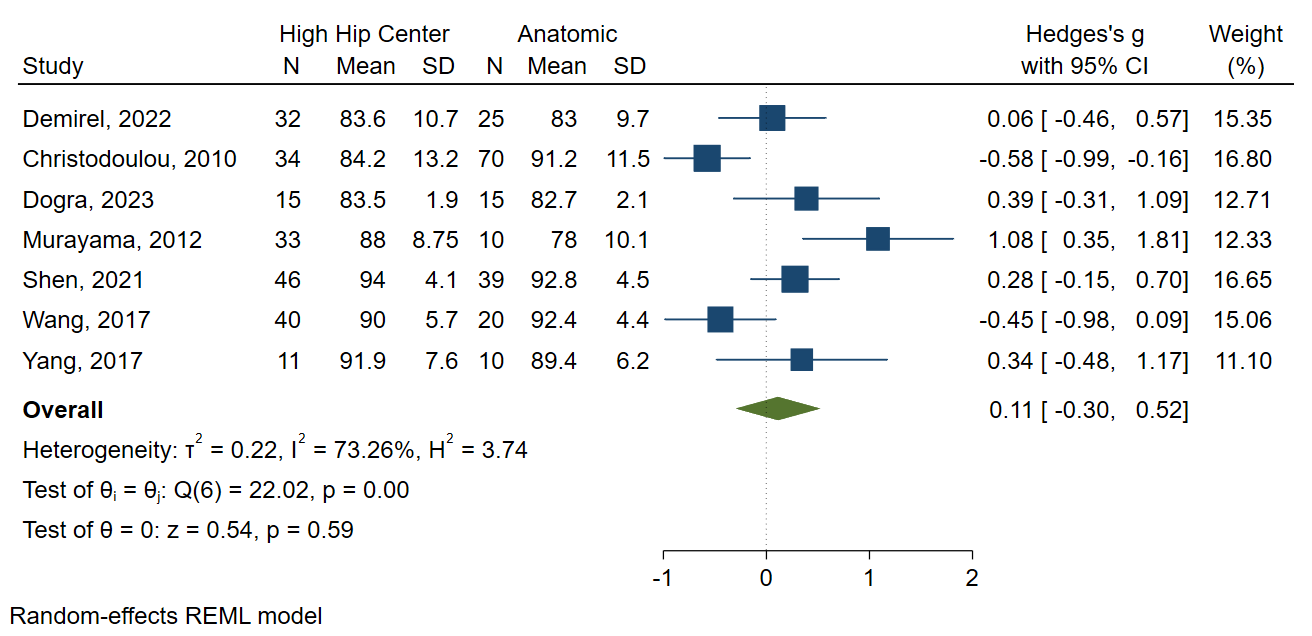 High Hip Center Anatomic Hedges's g Weight
Study N Mean SD N Mean SD with 95% CI (%)
Demirel, 2022 32 83.6 10.7 25 83 9.7 0.06 [ -0.46, 0.57] 15.35
Christodoulou, 2010 34 84.2 13.2 70 91.2 11.5 -0.58 [ -0.99, -0.16] 16.80
Dogra, 2023 15 83.5 1.9 15 82.7 2.1 0.39 [ -0.31, 1.09] 12.71
Murayama, 2012 33 88 8.75 10 78 10.1 1.08 [ 0.35, 1.81] 12.33
Shen, 2021 46 94 4.1 39 92.8 4.5 0.28 [ -0.15, 0.70] 16.65
Wang, 2017 40 90 5.7 20 92.4 4.4 -0.45 [ -0.98, 0.09] 15.06
Yang, 2017 11 91.9 7.6 10 89.4 6.2 0.34 [ -0.48, 1.17] 11.10
Overall 0.11 [ -0.30, 0.52]
Heterogeneity: τ² = 0.22, I² = 73.26%, H² = 3.74
Test of θᵢ = θⱼ: Q(6) = 22.02, p = 0.00
Test of θ = 0: z = 0.54, p = 0.59
-1 0 1 2
Random-effects REML model